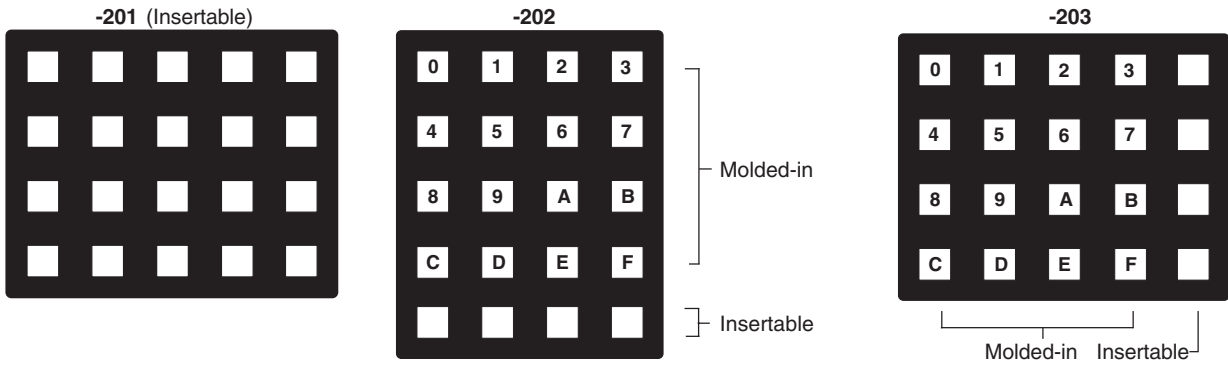 -201 (Insertable)
-202
-203
0 1 2 3
4 5 6 7
8 9 A B
C D E F
Molded-in
Insertable
0 1 2 3
4 5 6 7
8 9 A B
C D E F
Molded-in Insertable